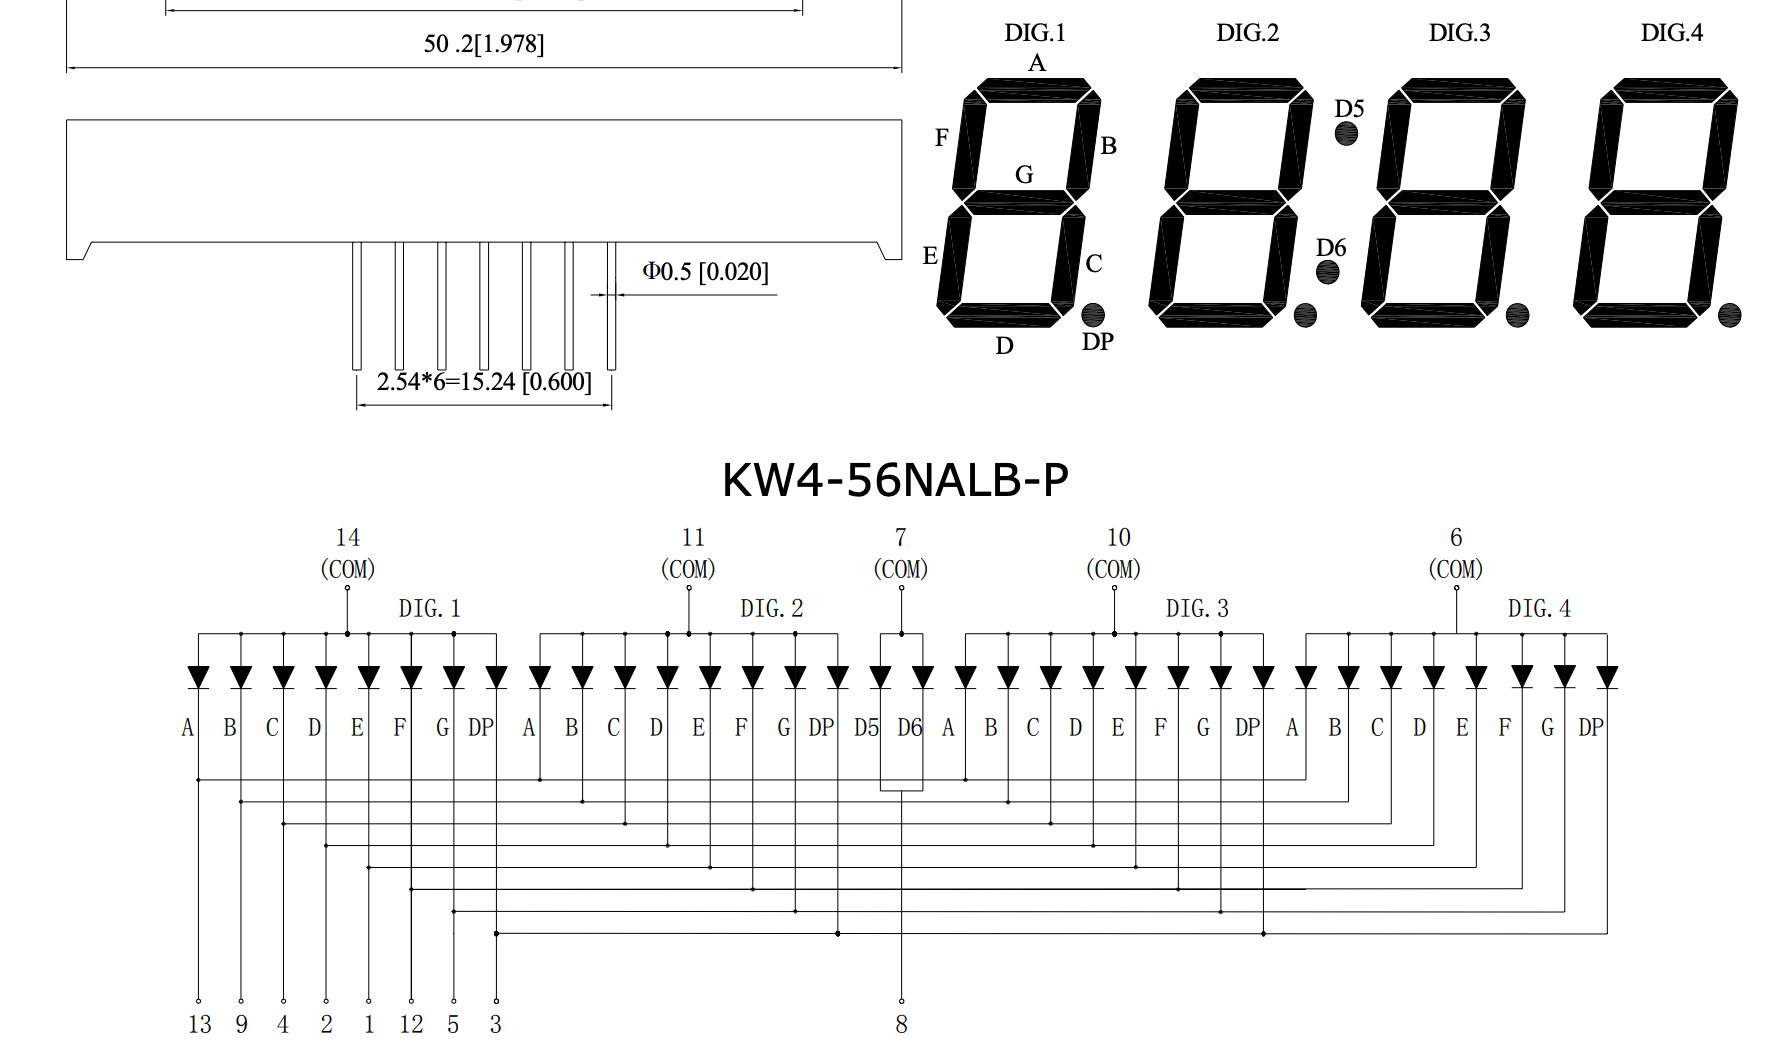 50 .2[1.978]
Φ0.5 [0.020]
2.54*6=15.24 [0.600]
DIG.1 DIG.2 DIG.3 DIG.4
A
D5
F B
G
D6
E C
D DP
KW4-56NALB-P
14 11 7 10 6
(COM) (COM) (COM) (COM) (COM)
DIG.1 DIG.2 DIG.3 DIG.4
A B C D E F G DP A B C D E F G DP D5 D6 A B C D E F G DP A B C D E F G DP
13 9 4 2 1 12 5 3 8